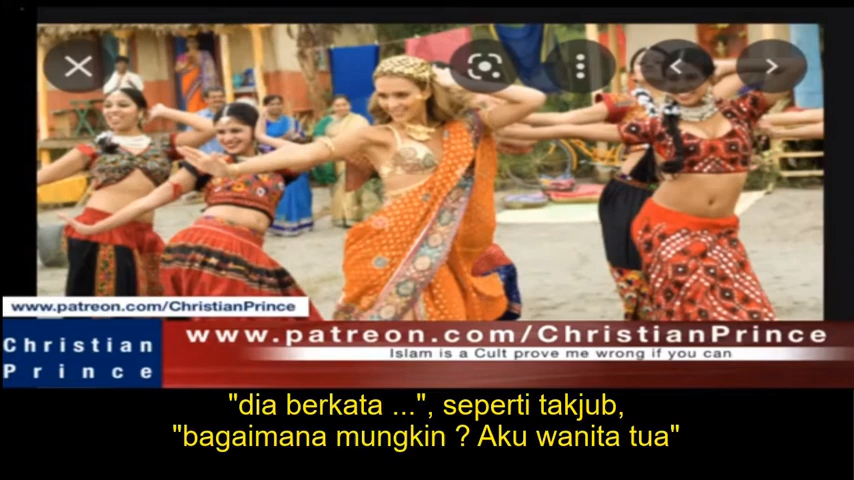 www.patreon.com/ChristianPrince
www.patreon.com/ChristianPrince
Islam is a Cult prove me wrong if you can
Christian
Prince
"dia berkata ...", seperti takjub,
"bagaimana mungkin ? Aku wanita tua"